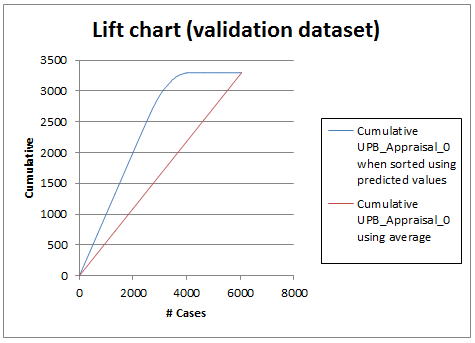 Lift chart (validation dataset)
3500
3000
2500
2000
1500
1000
500
0
Cumulative
0 2000 4000 6000 8000
# Cases
Cumulative
UPB_Appraisal_0
when sorted using
predicted values
Cumulative
UPB_Appraisal_0
using average